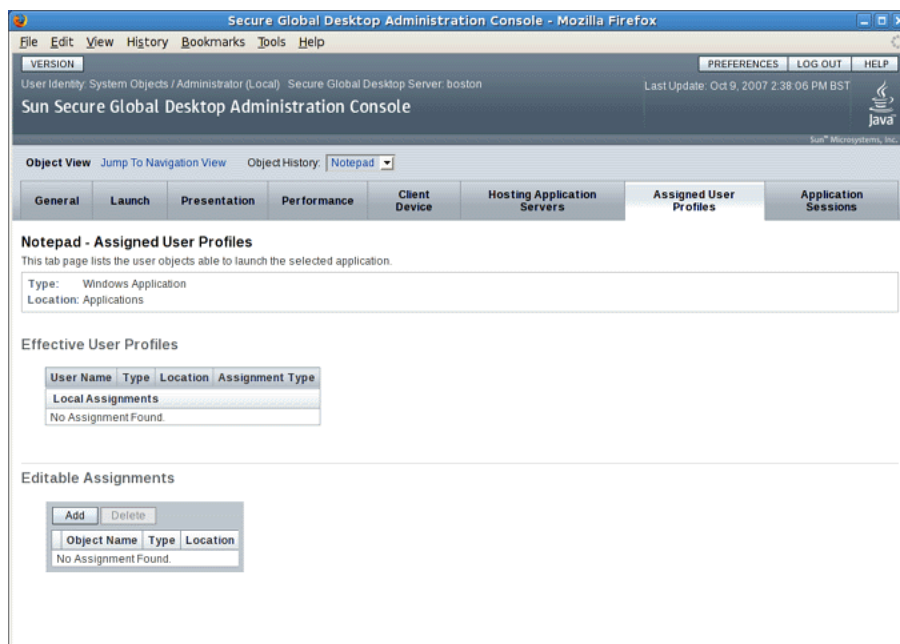 Secure Global Desktop Administration Console - Mozilla Firefox
File Edit View History Bookmarks Tools Help
VERSION PREFERENCES LOG OUT HELP
User Identity: System Objects / Administrator (Local) Secure Global Desktop Server: boston Last Update: Oct 9, 2007 2:38:06 PM BST
Sun Secure Global Desktop Administration Console
Java
Sun™ Microsystems, Inc.
Object View Jump To Navigation View Object History: Notepad
General Launch Presentation Performance Client Device Hosting Application Servers Assigned User Profiles Application Sessions
Notepad - Assigned User Profiles
This tab page lists the user objects able to launch the selected application.
Type: Windows Application
Location: Applications
Effective User Profiles
User Name Type Location Assignment Type
Local Assignments
No Assignment Found.
Editable Assignments
Add Delete
Object Name Type Location
No Assignment Found.